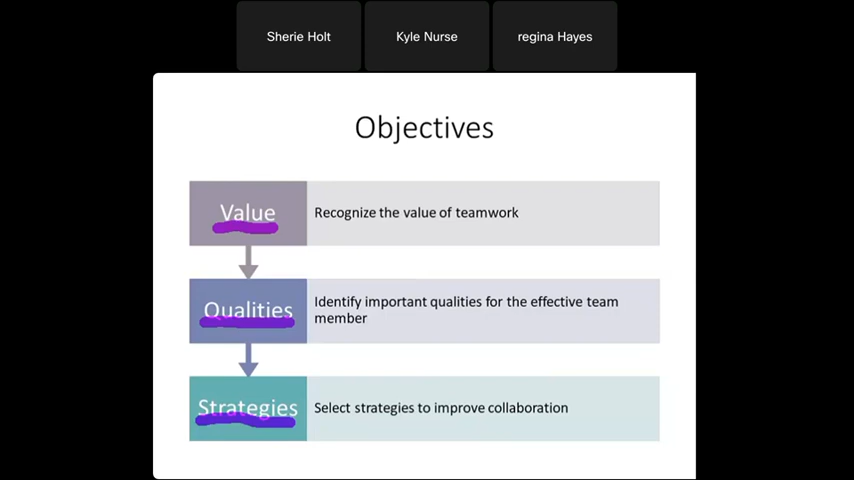 Sherie Holt
Kyle Nurse
regina Hayes
Objectives
Value
Recognize the value of teamwork
Qualities
Identify important qualities for the effective team
member
Strategies
Select strategies to improve collaboration